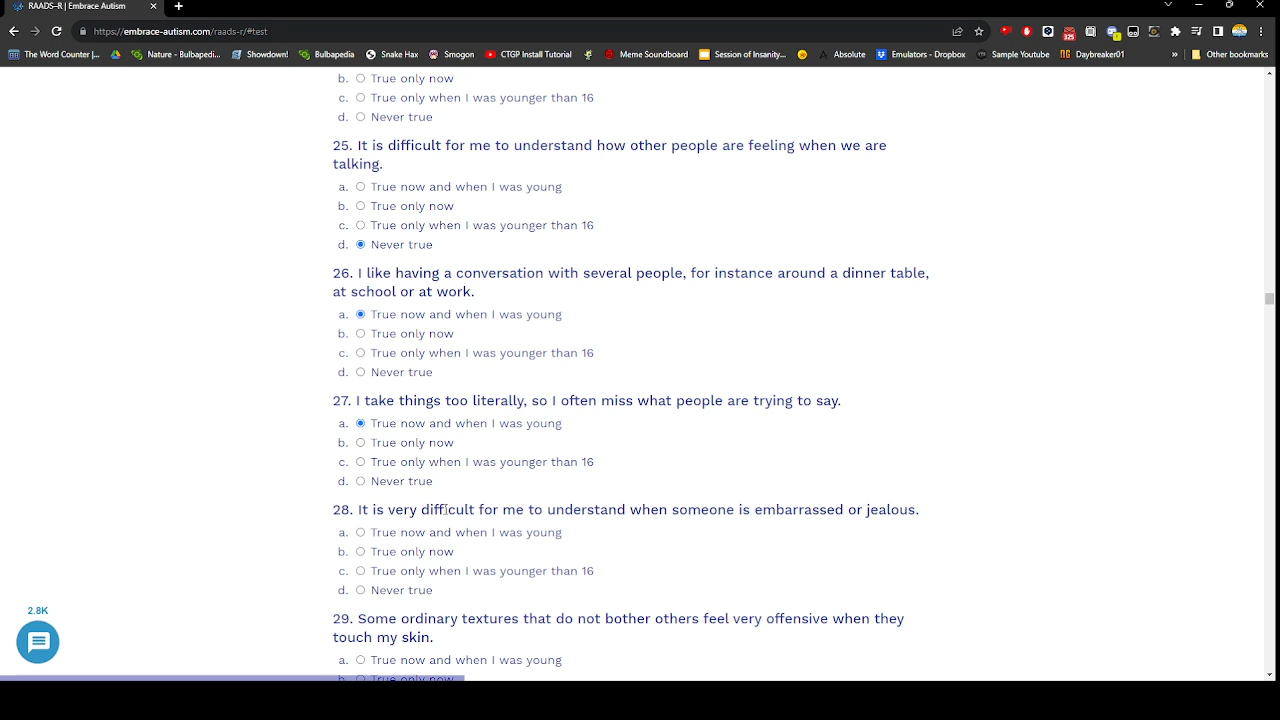 RAADS–R | Embrace Autism
https://embrace-autism.com/raads-r/#test
325
The Word Counter |...
Nature - Bulbapedi...
Showdown!
Bulbapedia
Snake Hax
Smogon
CTGP Install Tutorial
Meme Soundboard
Session of Insanity...
Absolute
Emulators - Dropbox
Sample Youtube
Daybreaker01
»
Other bookmarks
b. True only now
c. True only when I was younger than 16
d. Never true
25. It is difficult for me to understand how other people are feeling when we are
talking.
a. True now and when I was young
b. True only now
c. True only when I was younger than 16
d. Never true
26. I like having a conversation with several people, for instance around a dinner table,
at school or at work.
a. True now and when I was young
b. True only now
c. True only when I was younger than 16
d. Never true
27. I take things too literally, so I often miss what people are trying to say.
a. True now and when I was young
b. True only now
c. True only when I was younger than 16
d. Never true
28. It is very difficult for me to understand when someone is embarrassed or jealous.
a. True now and when I was young
b. True only now
c. True only when I was younger than 16
d. Never true
2.8K
29. Some ordinary textures that do not bother others feel very offensive when they
touch my skin.
a. True now and when I was young
b. True only now